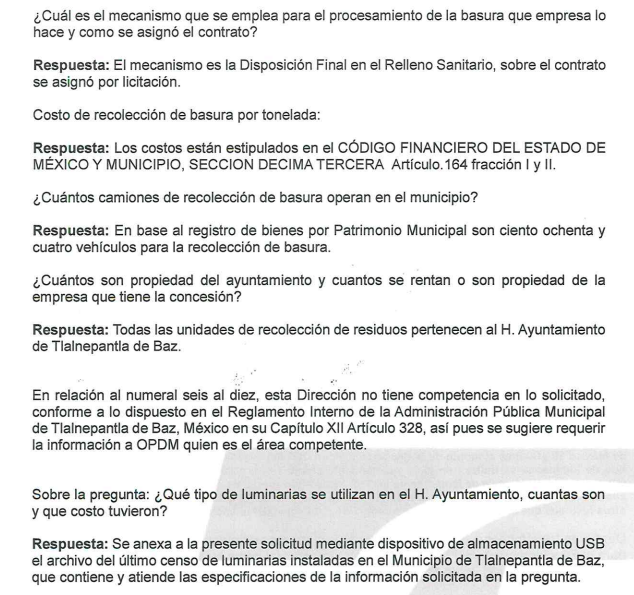 ¿Cuál es el mecanismo que se emplea para el procesamiento de la basura que empresa lo
hace y como se asignó el contrato?
Respuesta: El mecanismo es la Disposición Final en el Relleno Sanitario, sobre el contrato
se asignó por licitación.
Costo de recolección de basura por tonelada:
Respuesta: Los costos están estipulados en el CÓDIGO FINANCIERO DEL ESTADO DE
MÉXICO Y MUNICIPIO, SECCION DECIMA TERCERA Artículo.164 fracción I y II.
¿Cuántos camiones de recolección de basura operan en el municipio?
Respuesta: En base al registro de bienes por Patrimonio Municipal son ciento ochenta y
cuatro vehículos para la recolección de basura.
¿Cuántos son propiedad del ayuntamiento y cuantos se rentan o son propiedad de la
empresa que tiene la concesión?
Respuesta: Todas las unidades de recolección de residuos pertenecen al H. Ayuntamiento
de Tlalnepantla de Baz.
En relación al numeral seis al diez, esta Dirección no tiene competencia en lo solicitado,
conforme a lo dispuesto en el Reglamento Interno de la Administración Pública Municipal
de Tlalnepantla de Baz, México en su Capítulo XII Artículo 328, así pues se sugiere requerir
la información a OPDM quien es el área competente.
Sobre la pregunta: ¿Qué tipo de luminarias se utilizan en el H. Ayuntamiento, cuantas son
y que costo tuvieron?
Respuesta: Se anexa a la presente solicitud mediante dispositivo de almacenamiento USB
el archivo del último censo de luminarias instaladas en el Municipio de Tlalnepantla de Baz,
que contiene y atiende las especificaciones de la información solicitada en la pregunta.